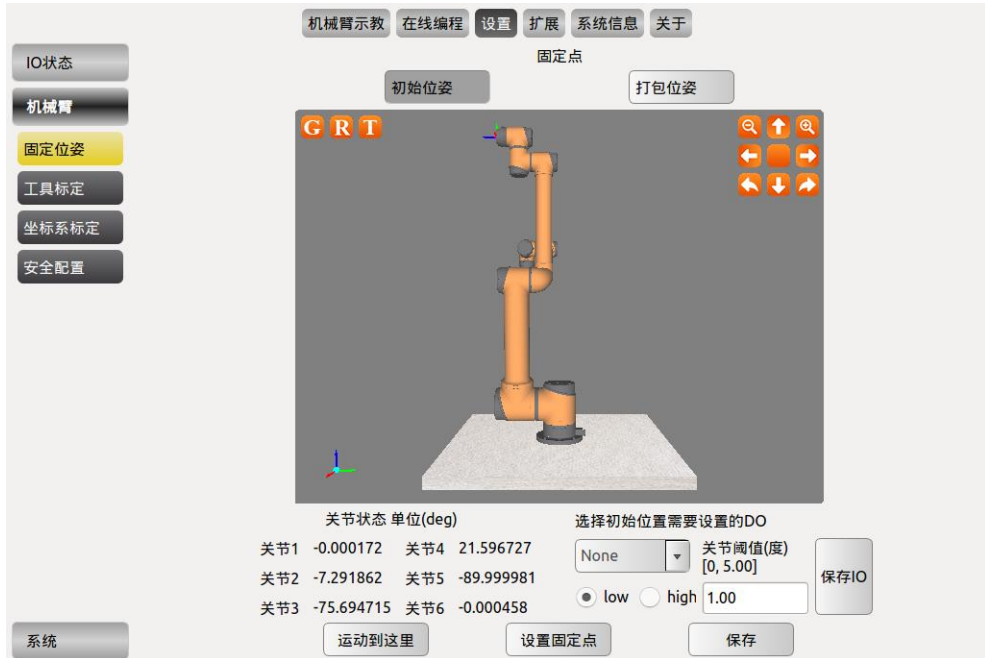 机械臂示教 在线编程 设置 扩展 系统信息 关于
固定点
IO状态
机械臂
固定位姿
工具标定
坐标系标定
安全配置
系统
初始位姿 打包位姿
G R T
关节状态 单位(deg)
关节1 -0.000172 关节4 21.596727
关节2 -7.291862 关节5 -89.999981
关节3 -75.694715 关节6 -0.000458
选择初始位置需要设置的DO
None
关节阈值(度)
[0, 5.00]
low high 1.00
保存IO
运动到这里 设置固定点 保存